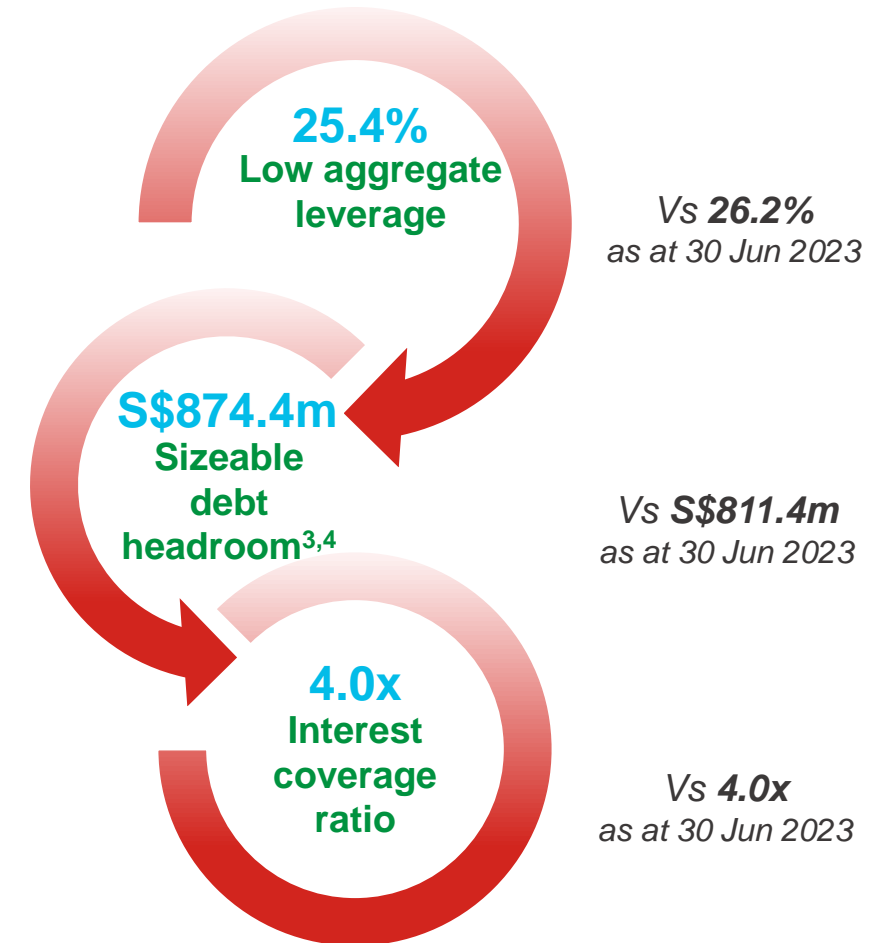 25.4%
Low aggregate
leverage
Vs 26.2%
as at 30 Jun 2023
S$874.4m
Sizeable
debt
headroom3,4
Vs S$811.4m
as at 30 Jun 2023
4.0x
Interest
coverage
ratio
Vs 4.0x
as at 30 Jun 2023